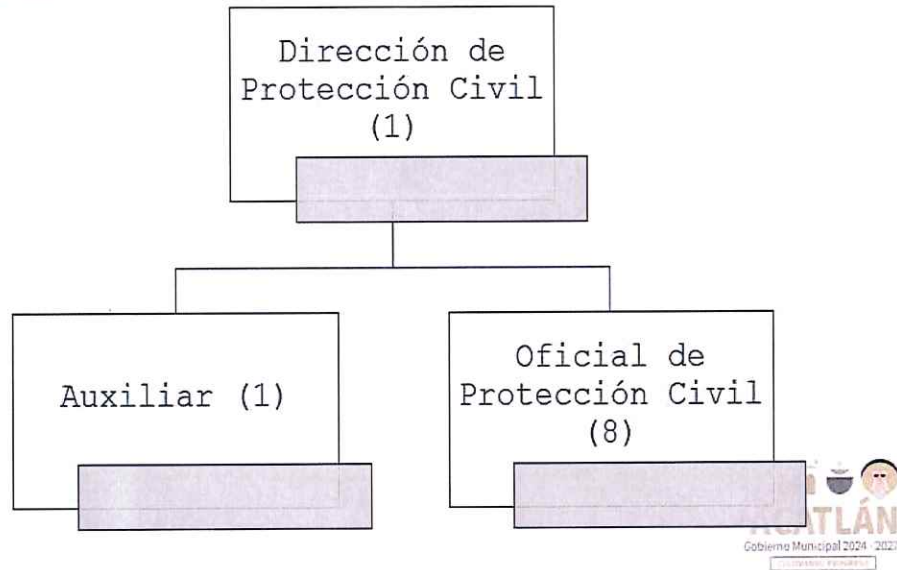 Dirección de
Protección Civil
(1)
Auxiliar (1)
Oficial de
Protección Civil
(8)
ACATLÁN
Gobierno Municipal 2024 - 2027